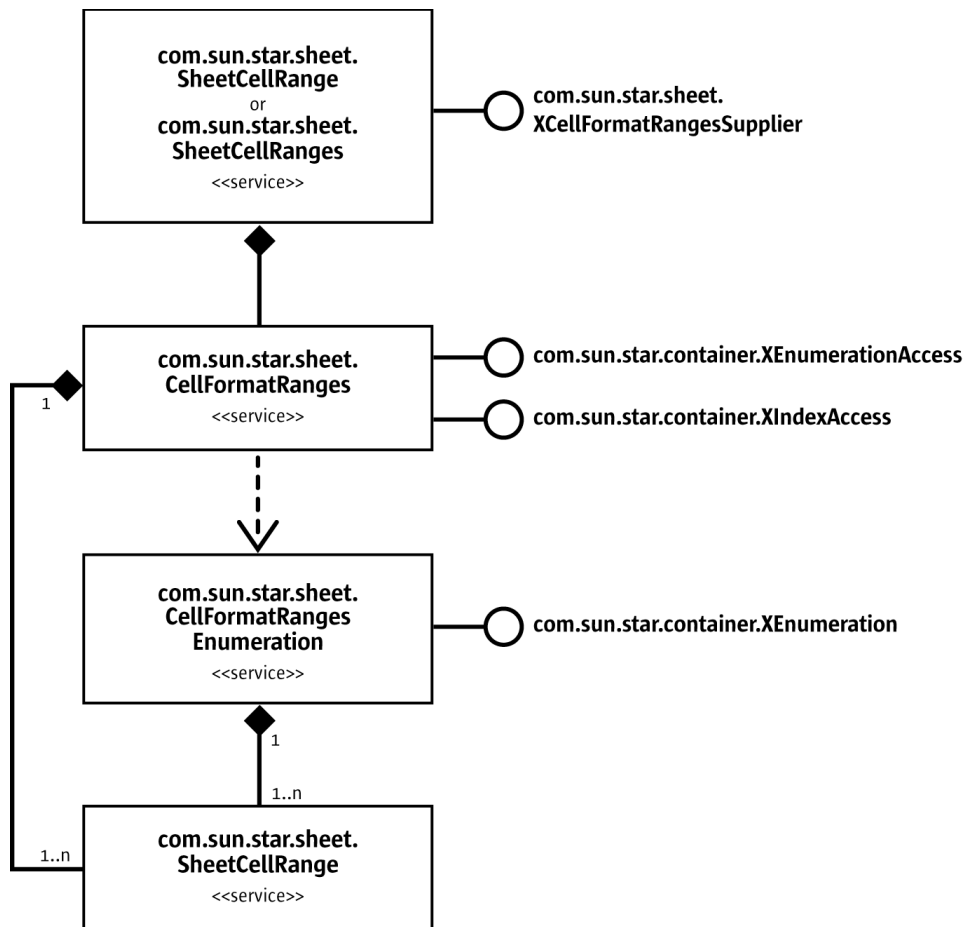 com.sun.star.sheet.
SheetCellRange
or
com.sun.star.sheet.
SheetCellRanges
<<service>>
com.sun.star.sheet.
XCellFormatRangesSupplier
com.sun.star.sheet.
CellFormatRanges
<<service>>
com.sun.star.container.XEnumerationAccess
com.sun.star.container.XIndexAccess
1
com.sun.star.sheet.
CellFormatRanges
Enumeration
<<service>>
com.sun.star.container.XEnumeration
1
1..n
com.sun.star.sheet.
SheetCellRange
<<service>>
1..n